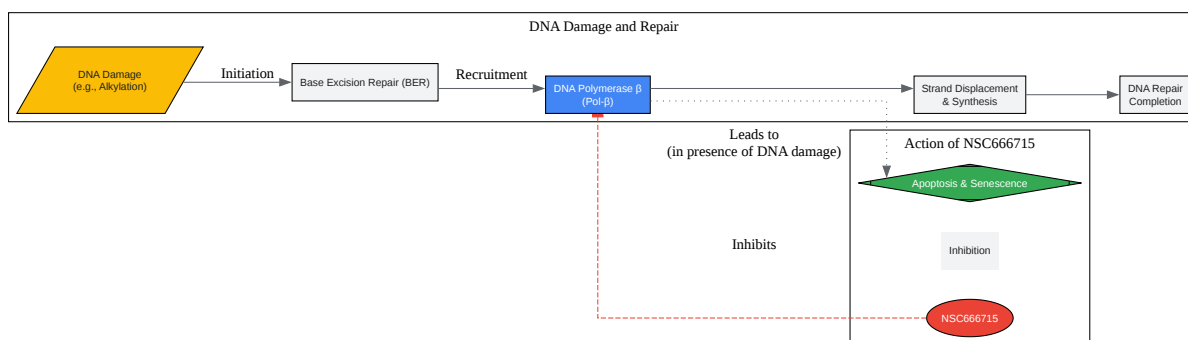 DNA Damage and Repair
DNA Damage
(e.g., Alkylation)
Initiation
Base Excision Repair (BER)
Recruitment
DNA Polymerase β
(Pol-β)
Strand Displacement
& Synthesis
DNA Repair
Completion
Leads to
(in presence of DNA damage)
Action of NSC666715
Apoptosis & Senescence
Inhibits
Inhibition
NSC666715